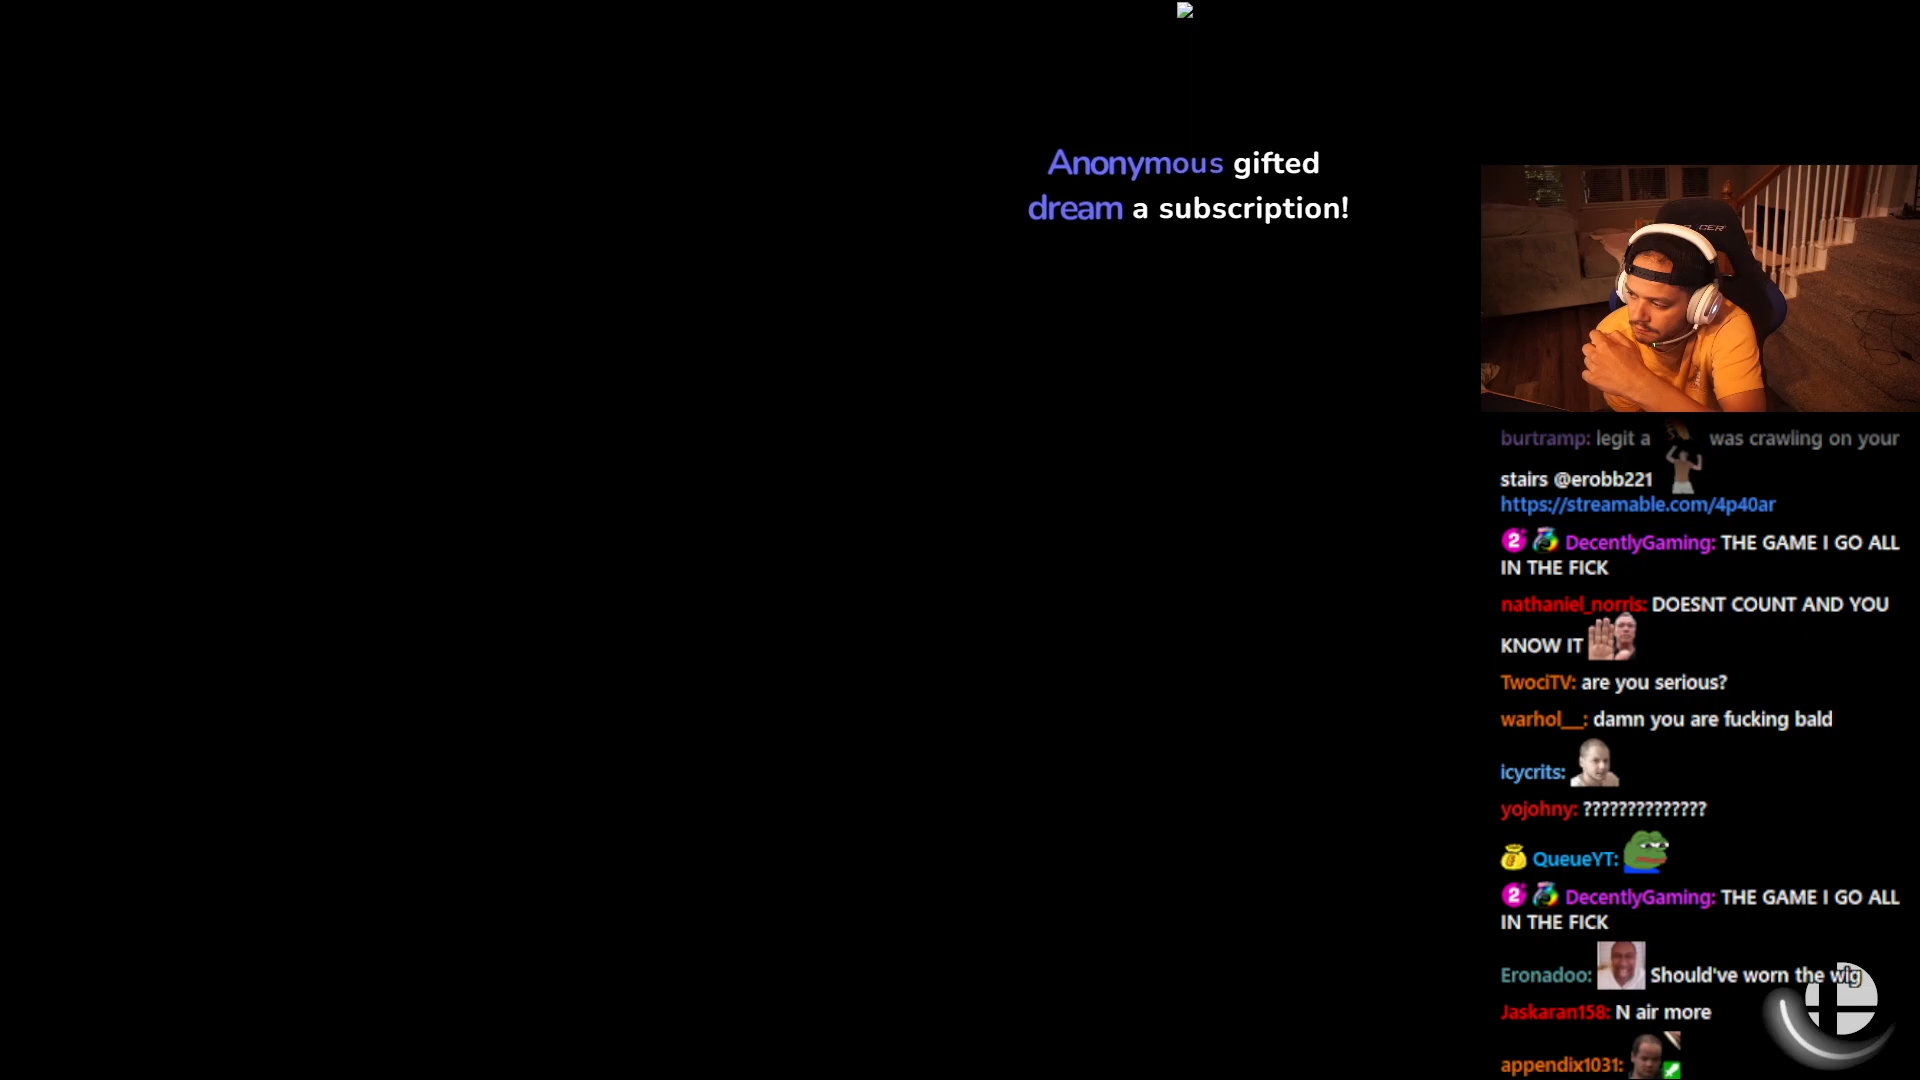 Anonymous gifted
dream a subscription!
burtramp: legit a was crawling on your
stairs @erobb221
https://streamable.com/4p40ar
2 DecentlyGaming: THE GAME I GO ALL
IN THE FICK
nathaniel_norris: DOESNT COUNT AND YOU
KNOW IT
TwociTV: are you serious?
warhol__: damn you are fucking bald
icycrits:
yojohny: ??????????????
QueueYT:
2 DecentlyGaming: THE GAME I GO ALL
IN THE FICK
Eronadoo: Should've worn the wig
Jaskaran158: N air more
appendix1031: